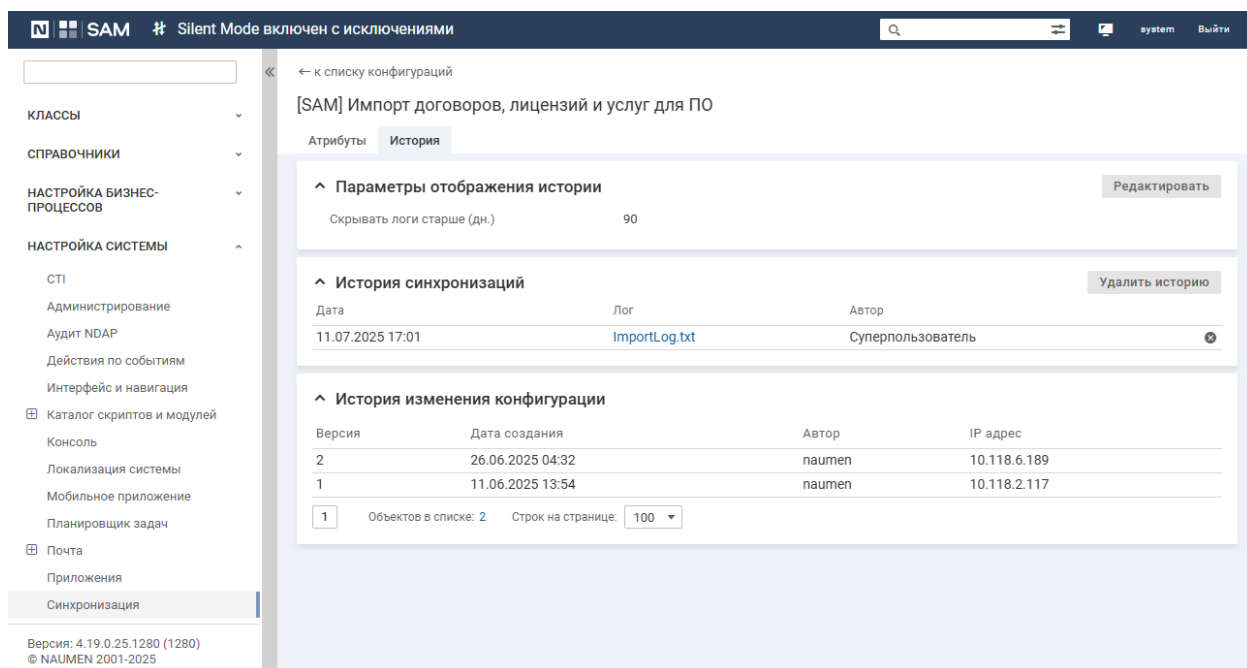 N SAM Silent Mode включен с исключениями system Выйти
КЛАССЫ
СПРАВОЧНИКИ
НАСТРОЙКА БИЗНЕС-
ПРОЦЕССОВ
НАСТРОЙКА СИСТЕМЫ
CTI
Администрирование
Аудит NDAP
Действия по событиям
Интерфейс и навигация
Каталог скриптов и модулей
Консоль
Локализация системы
Мобильное приложение
Планировщик задач
Почта
Приложения
Синхронизация
Версия: 4.19.0.25.1280 (1280)
© NAUMEN 2001-2025
← к списку конфигураций
[SAM] Импорт договоров, лицензий и услуг для ПО
Атрибуты История
Параметры отображения истории Редактировать
Скрывать логи старше (дн.) 90
История синхронизаций Удалить историю
Дата Лог Автор
11.07.2025 17:01 ImportLog.txt Суперпользователь
История изменения конфигурации
Версия Дата создания Автор IP адрес
2 26.06.2025 04:32 naumen 10.118.6.189
1 11.06.2025 13:54 naumen 10.118.2.117
1 Объектов в списке: 2 Строк на странице: 100